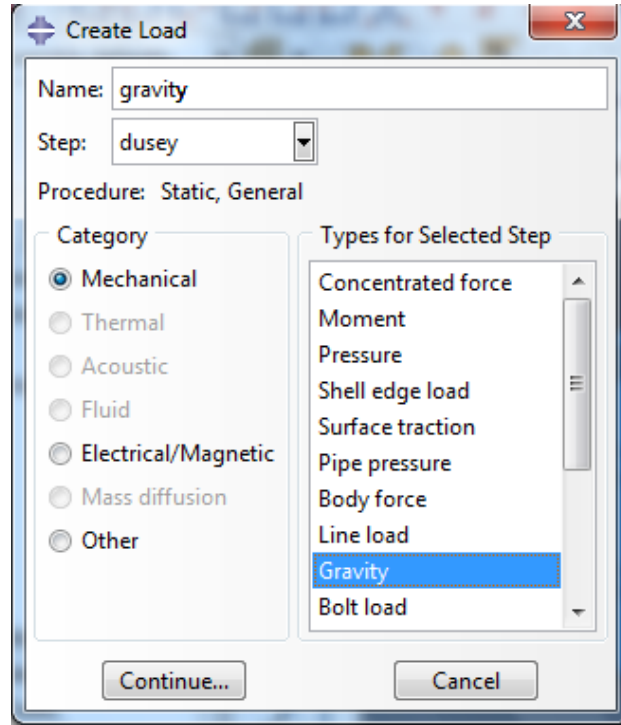 Create Load
Name: gravity
Step: dusey
Procedure: Static, General
Category
Mechanical
Thermal
Acoustic
Fluid
Electrical/Magnetic
Mass diffusion
Other
Types for Selected Step
Concentrated force
Moment
Pressure
Shell edge load
Surface traction
Pipe pressure
Body force
Line load
Gravity
Bolt load
Continue... Cancel